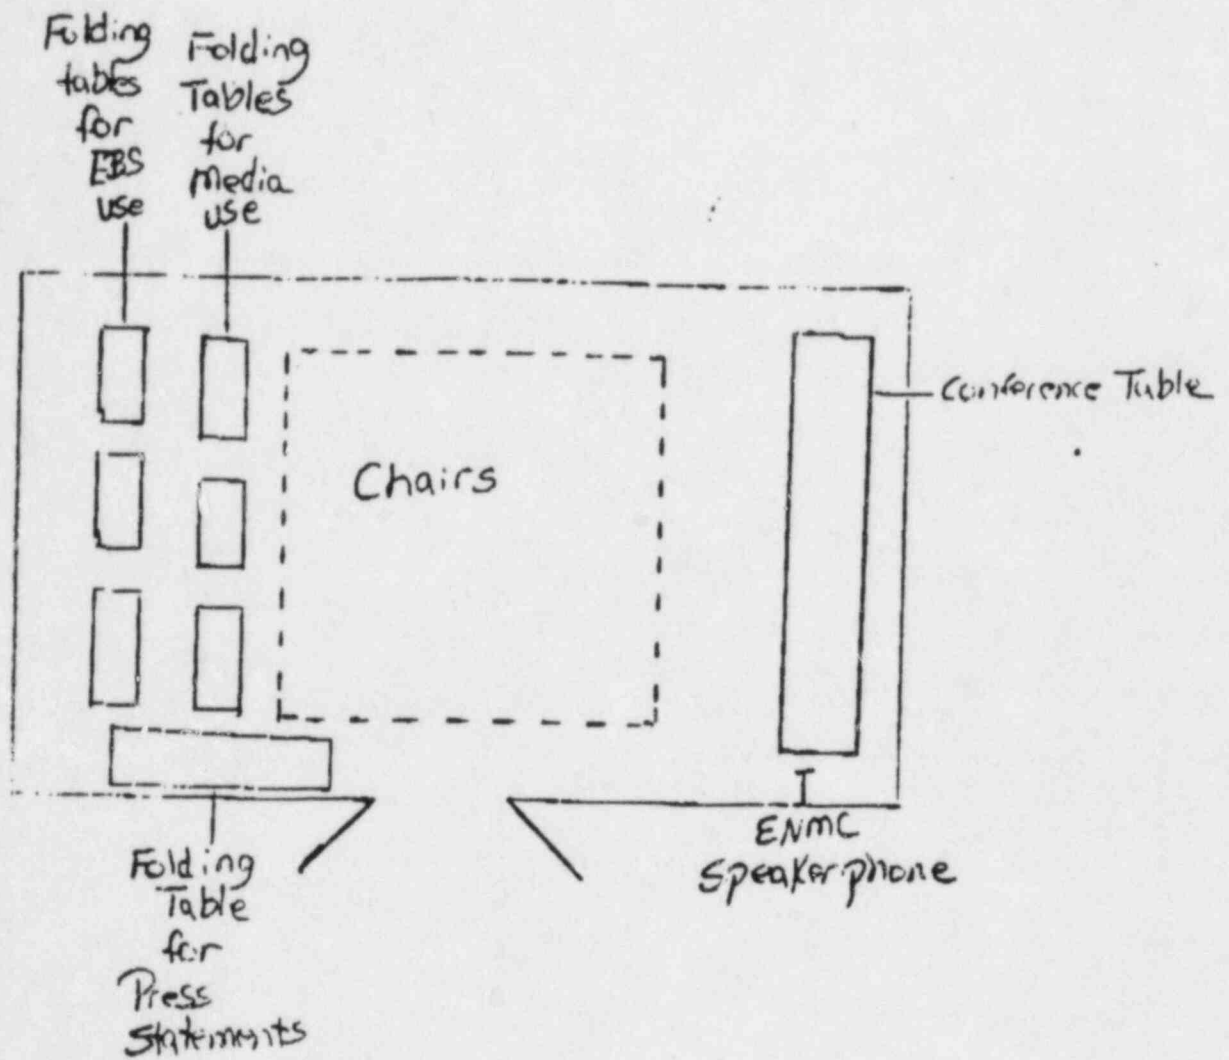 Folding
tables
for
EBS
use
Folding
Tables
for
Media
use
Chairs
Conference Table
ENMC
Speakerphone
Folding
Table
for
Press
Statements